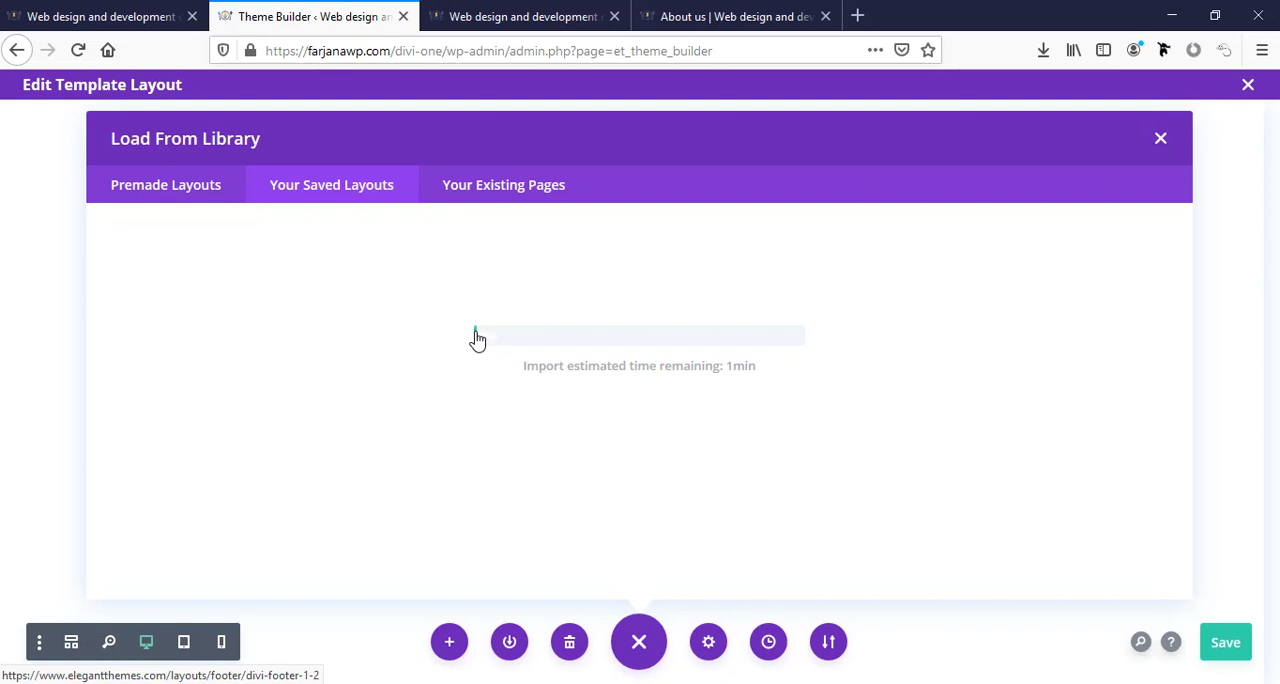 Web design and development
Theme Builder ‹ Web design an
Web design and development
About us | Web design and dev
https://farjanawp.com/divi-one/wp-admin/admin.php?page=et_theme_builder
Edit Template Layout
Load From Library
Premade Layouts
Your Saved Layouts
Your Existing Pages
Import estimated time remaining: 1min
Save
https://www.elegantthemes.com/layouts/footer/divi-footer-1-2